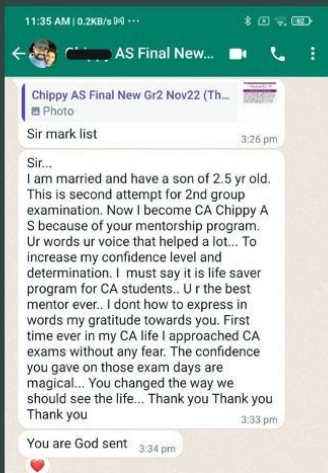 11:35 AM | 0.2KB/s
62
AS Final New...
Chippy AS Final New Gr2 Nov22 (Th...
Photo
Sir mark list
3:26 pm
Sir...
I am married and have a son of 2.5 yr old.
This is second attempt for 2nd group
examination. Now I become CA Chippy A
S because of your mentorship program.
Ur words ur voice that helped a lot... To
increase my confidence level and
determination. I must say it is life saver
program for CA students.. U r the best
mentor ever.. I dont how to express in
words my gratitude towards you. First
time ever in my CA life I approached CA
exams without any fear. The confidence
you gave on those exam days are
magical... You changed the way we
should see the life... Thank you Thank you
Thank you
3:33 pm
You are God sent
3:34 pm